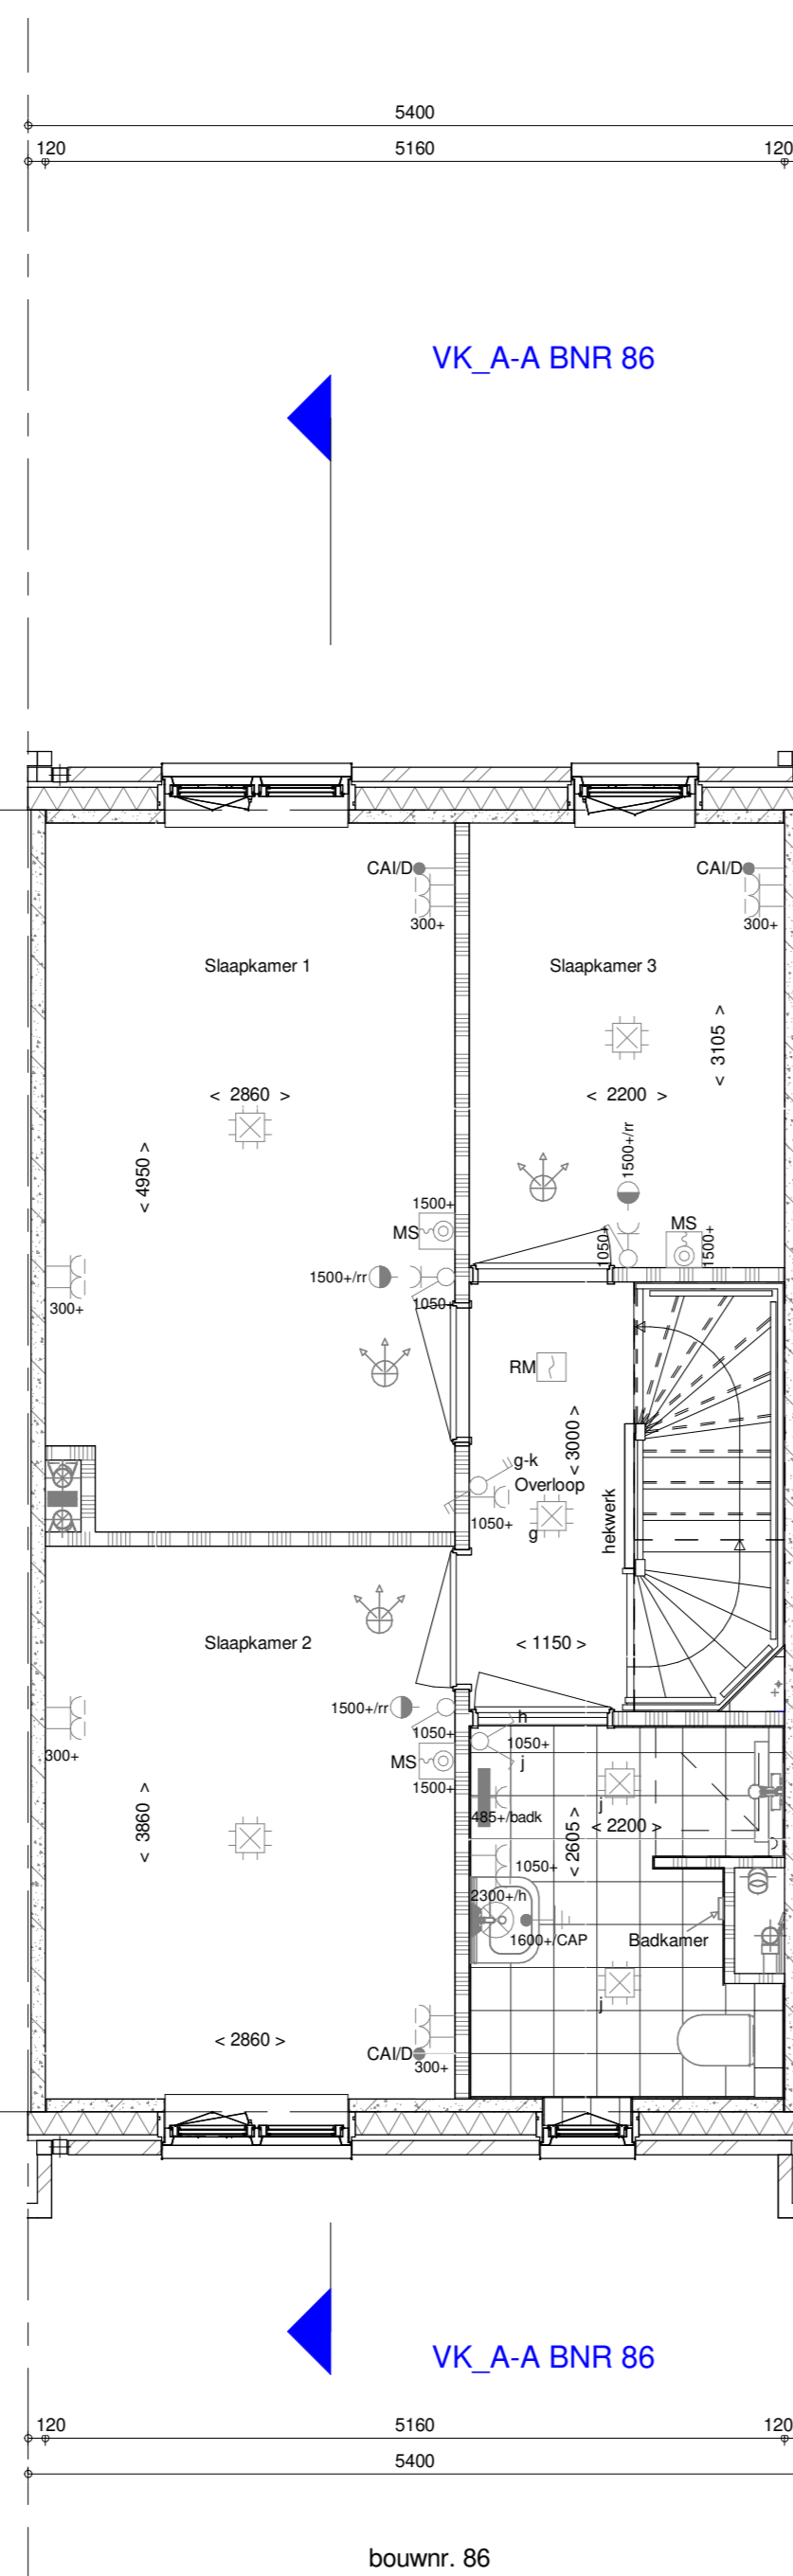 5400
120 5160 120
VK_A-A BNR 86
CAI/D CAI/D
300+ 300+
Slaapkamer 1 Slaapkamer 3
< 3105 >
< 2860 > < 2200 >
< 4950 >
1500+/rr
1500+
MS MS
1050+ 1500+
1500+/rr
1050+
300+
RM
< 3000 >
g-k
Overloop
1050+
g
hekwerk
Slaapkamer 2
< 1150 >
1500+/rr
h
1050+ 1050+
300+
MS j
1500+
485+/badk
j
< 2605 >
< 2200 >
< 3860 >
1050+
2300+/h
1600+/CAP Badkamer
j
< 2860 >
CAI/D
300+
VK_A-A BNR 86
120 5160 120
5400
bouwnr. 86